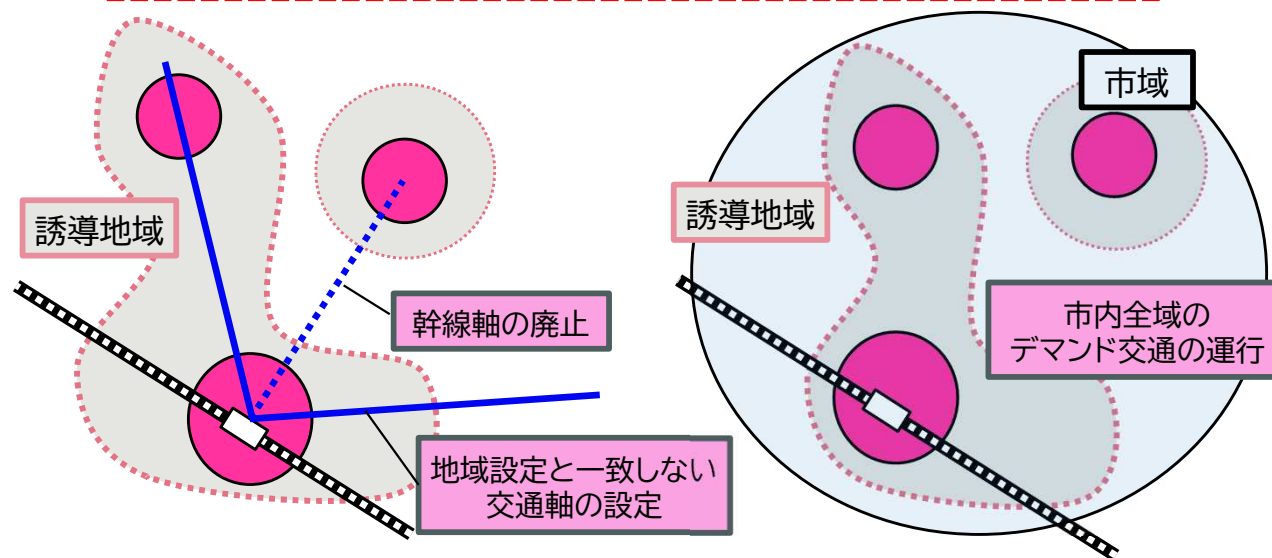 誘導地域
幹線軸の廃止
地域設定と一致しない
交通軸の設定
市域
誘導地域
市内全域の
デマンド交通の運行